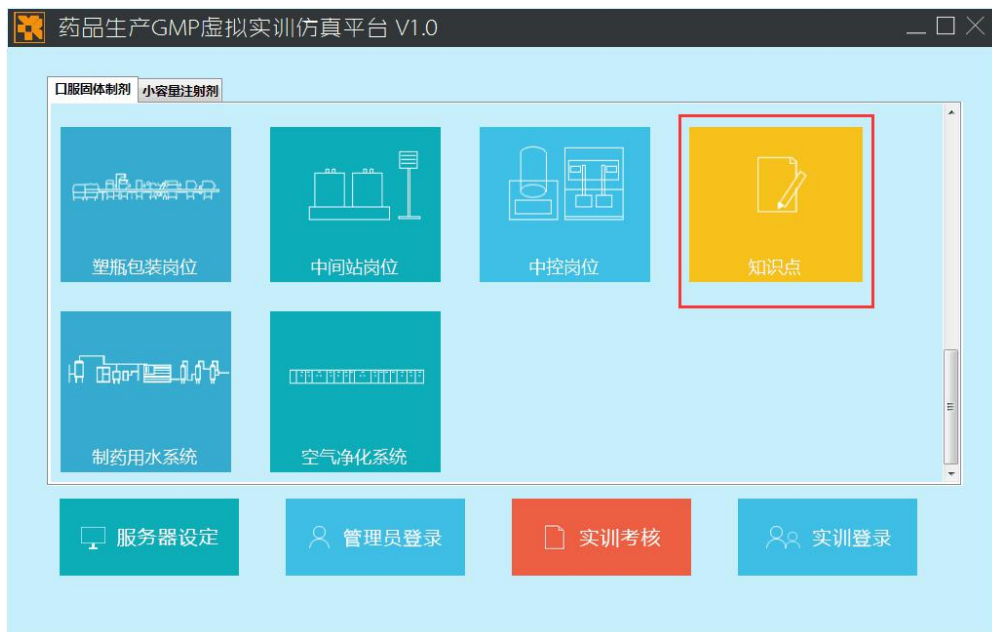 药品生产GMP虚拟实训仿真平台 V1.0
口服固体制剂 小容量注射剂
塑瓶包装岗位 中间站岗位 中控岗位 知识点
制药用水系统 空气净化系统
服务器设定 管理员登录 实训考核 实训登录